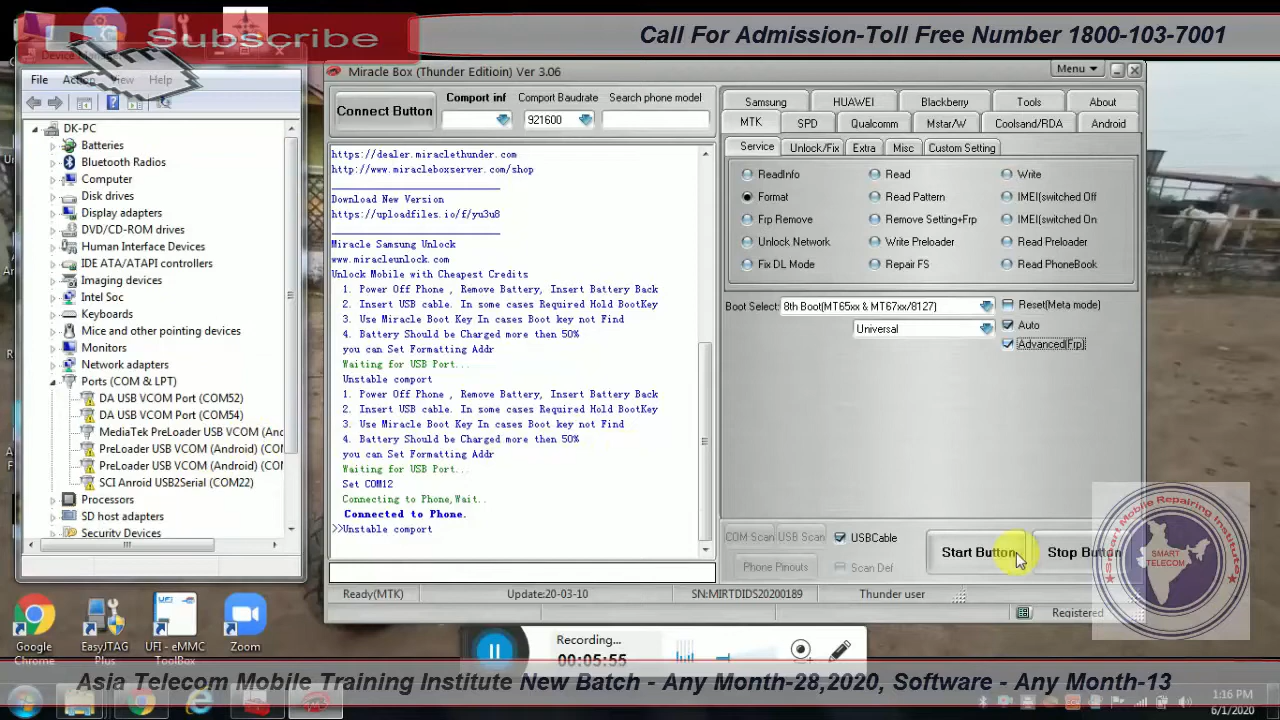 Subscribe
Call For Admission-Toll Free Number 1800-103-7001
File Action View Help
DK-PC
Batteries
Bluetooth Radios
Computer
Disk drives
Display adapters
DVD/CD-ROM drives
Human Interface Devices
IDE ATA/ATAPI controllers
Imaging devices
Intel Soc
Keyboards
Mice and other pointing devices
Monitors
Network adapters
Ports (COM & LPT)
DA USB VCOM Port (COM52)
DA USB VCOM Port (COM54)
MediaTek PreLoader USB VCOM (Anc
PreLoader USB VCOM (Android) (CO
PreLoader USB VCOM (Android) (CO
SCI Anroid USB2Serial (COM22)
Processors
SD host adapters
Security Devices
Miracle Box (Thunder Editioin) Ver 3.06
Menu
Connect Button
Comport inf
Comport Baudrate
921600
Search phone model
https://dealer.miraclethunder.com
http://www.miracleboxserver.com/shop
Download New Version
https://uploadfiles.io/f/yu3u8
Miracle Samsung Unlock
www.miracleunlock.com
Unlock Mobile with Cheapest Credits
1. Power Off Phone , Remove Battery, Insert Battery Back
2. Insert USB cable. In some cases Required Hold BootKey
3. Use Miracle Boot Key In cases Boot key not Find
4. Battery Should be Charged more then 50%
you can Set Formatting Addr
Waiting for USB Port...
Unstable comport
1. Power Off Phone , Remove Battery, Insert Battery Back
2. Insert USB cable. In some cases Required Hold BootKey
3. Use Miracle Boot Key In cases Boot key not Find
4. Battery Should be Charged more then 50%
you can Set Formatting Addr
Waiting for USB Port...
Set COM12
Connecting to Phone,Wait..
Connected to Phone.
>>Unstable comport
Samsung HUAWEI Blackberry Tools About
MTK SPD Qualcomm Mstar/W Coolsand/RDA Android
Service Unlock/Fix Extra Misc Custom Setting
ReadInfo Read Write
Format Read Pattern IMEI(switched Off
Frp Remove Remove Setting+Frp IMEI(switched On
Unlock Network Write Preloader Read Preloader
Fix DL Mode Repair FS Read PhoneBook
Boot Select: 8th Boot(MT65xx & MT67xx/8127) Reset(Meta mode)
Universal Auto
Advanced(Frp)
COM Scan USB Scan USBCable
Phone Pinouts Scan Def
Start Button Stop Button
Ready(MTK) Update:20-03-10 SN:MIRTDIDS20200189 Thunder user
Registered
Smart Mobile Repairing Institute
SMART
TELECOM
Google Chrome
EasyJTAG Plus
UFI - eMMC ToolBox
Zoom
Recording...
00:05:55
Asia Telecom Mobile Training Institute New Batch - Any Month-28,2020, Software - Any Month-13
1:16 PM
6/1/2020